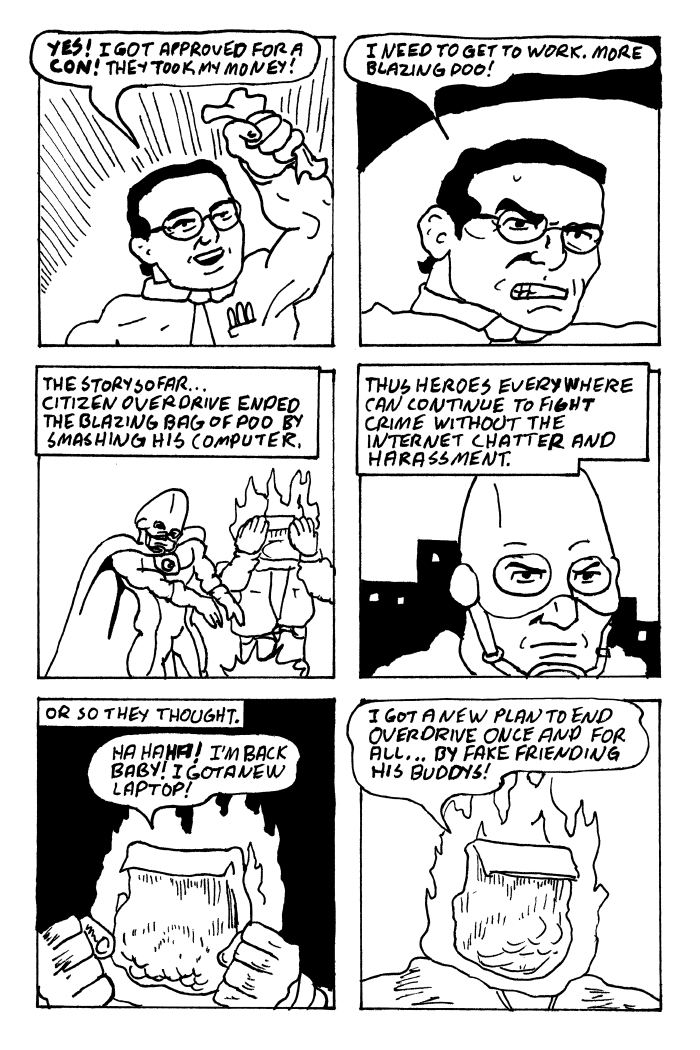 YES! I GOT APPROVED FOR A
CON! THEY TOOK MY MONEY!
I NEED TO GET TO WORK. MORE
BLAZING POO!
THE STORY SO FAR...
CITIZEN OVERDRIVE ENDED
THE BLAZING BAG OF POO BY
SMASHING HIS COMPUTER.
THUS HEROES EVERYWHERE
CAN CONTINUE TO FIGHT
CRIME WITHOUT THE
INTERNET CHATTER AND
HARASSMENT.
OR SO THEY THOUGHT.
HA HA HA! I'M BACK
BABY! I GOT A NEW
LAPTOP!
I GOT A NEW PLAN TO END
OVERDRIVE ONCE AND FOR
ALL... BY FAKE FRIENDING
HIS BUDDYS!